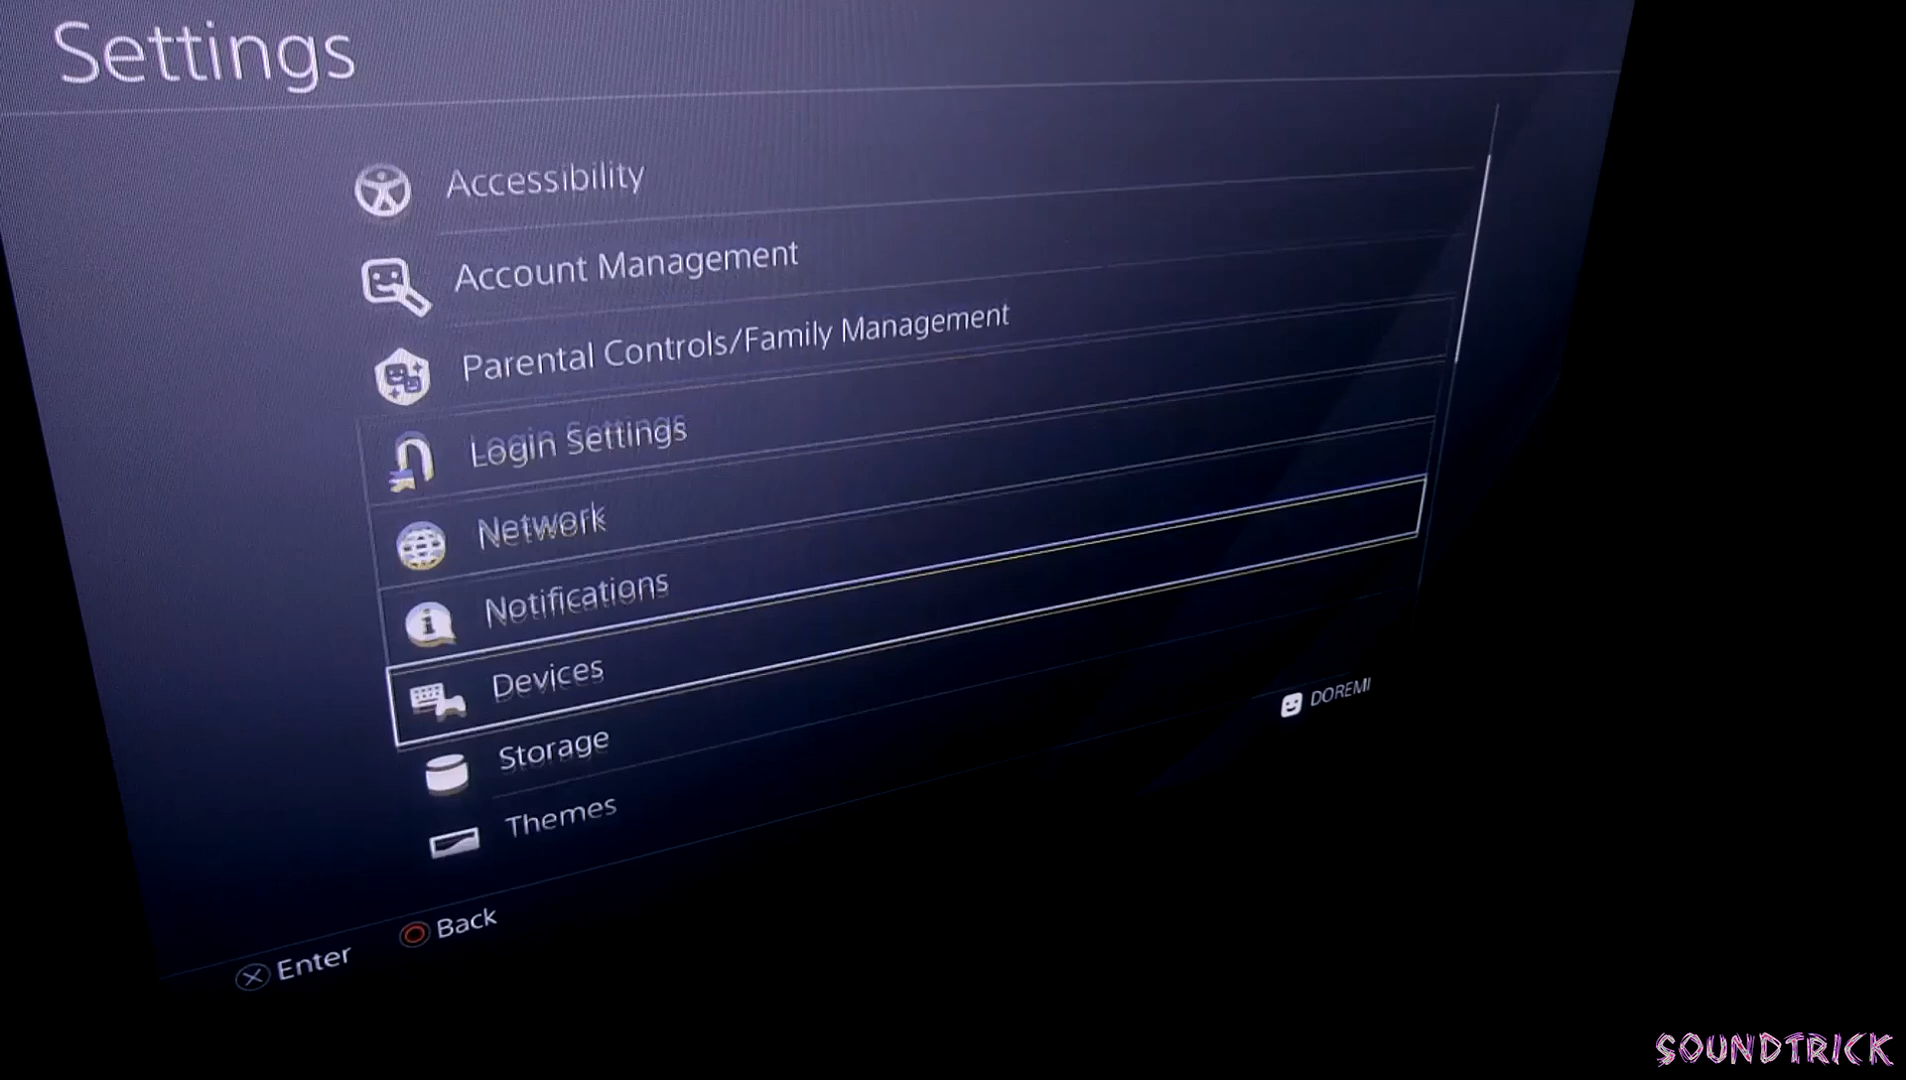 Settings
Accessibility
Account Management
Parental Controls/Family Management
Login Settings
Network
Notifications
Devices
Storage
Themes
DOREMI
Enter
Back
SOUNDTRICK